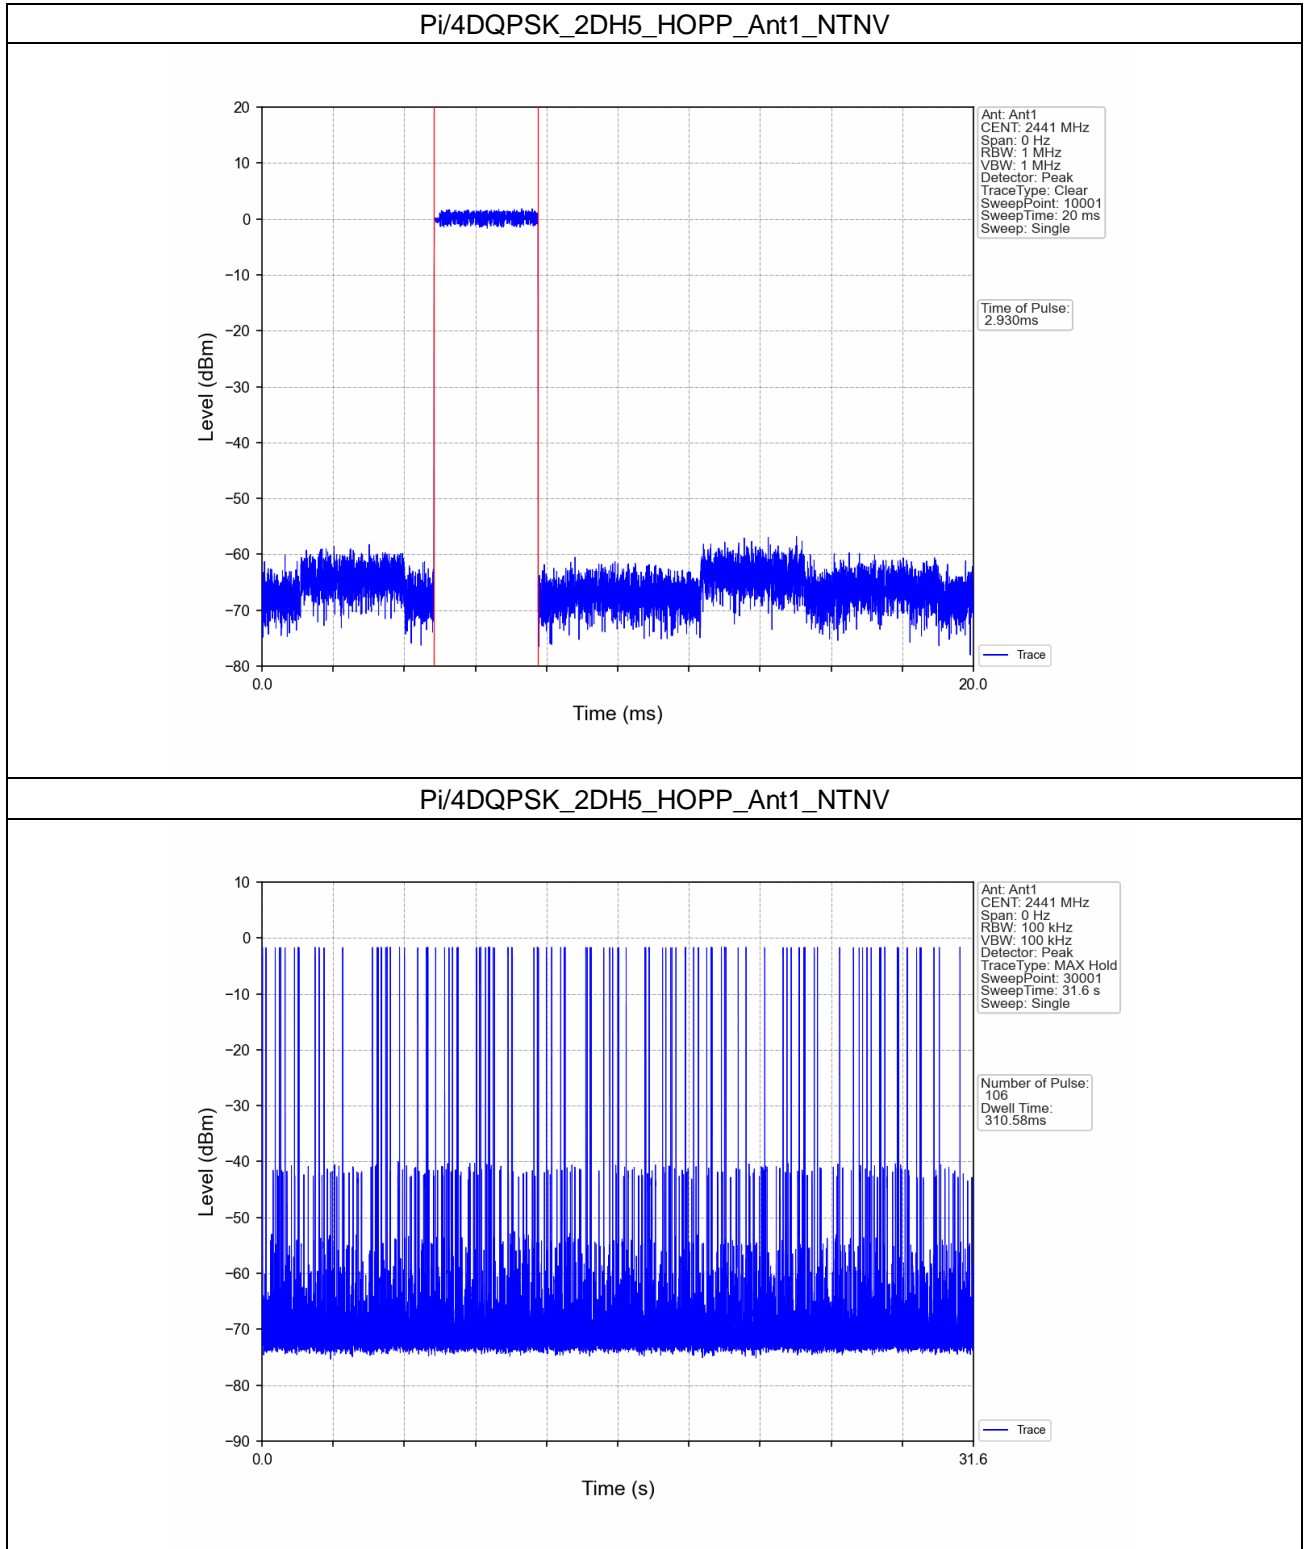 Pi/4DQPSK_2DH5_HOPP_Ant1_NTNV
20
10
0
−10
−20
−30
−40
−50
−60
−70
−80
Level (dBm)
0.0
20.0
Time (ms)
Ant: Ant1
CENT: 2441 MHz
Span: 0 Hz
RBW: 1 MHz
VBW: 1 MHz
Detector: Peak
TraceType: Clear
SweepPoint: 10001
SweepTime: 20 ms
Sweep: Single
Time of Pulse:
2.930ms
Trace
Pi/4DQPSK_2DH5_HOPP_Ant1_NTNV
10
0
−10
−20
−30
−40
−50
−60
−70
−80
−90
Level (dBm)
0.0
31.6
Time (s)
Ant: Ant1
CENT: 2441 MHz
Span: 0 Hz
RBW: 100 kHz
VBW: 100 kHz
Detector: Peak
TraceType: MAX Hold
SweepPoint: 30001
SweepTime: 31.6 s
Sweep: Single
Number of Pulse:
106
Dwell Time:
310.58ms
Trace